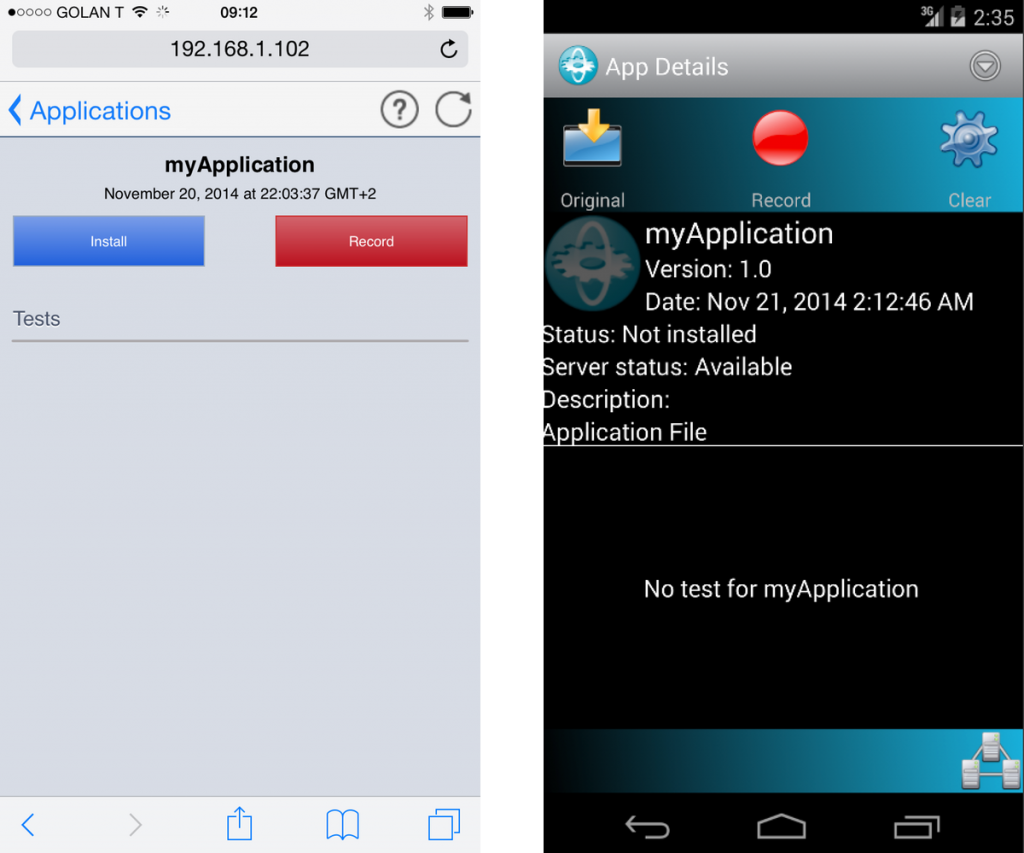 GOLAN T 09:12
192.168.1.102
Applications
?
myApplication
November 20, 2014 at 22:03:37 GMT+2
Install Record
Tests
3G 2:35
App Details
Original Record Clear
myApplication
Version: 1.0
Date: Nov 21, 2014 2:12:46 AM
Status: Not installed
Server status: Available
Description:
Application File
No test for myApplication